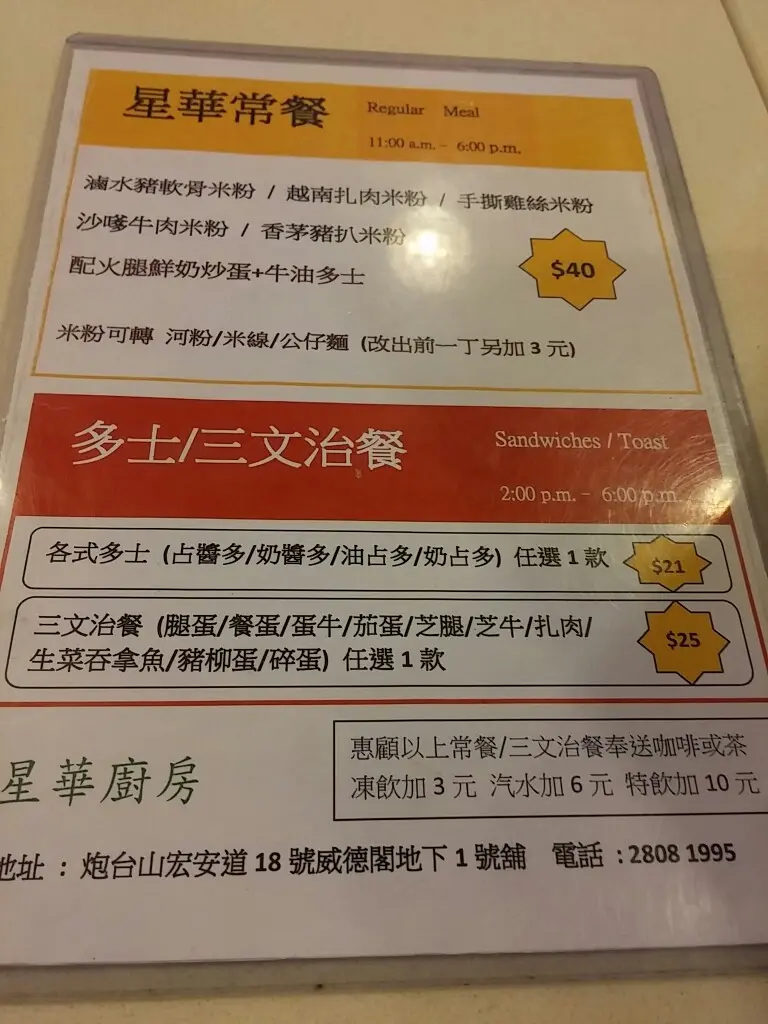 星華常餐 Regular Meal
11:00 a.m. - 6:00 p.m.
滷水豬軟骨米粉 / 越南扎肉米粉 / 手撕雞絲米粉
沙嗲牛肉米粉 / 香茅豬扒米粉
配火腿鮮奶炒蛋+牛油多士
$40
米粉可轉 河粉/米線/公仔麵 (改出前一丁另加 3 元)
多士/三文治餐 Sandwiches / Toast
2:00 p.m. - 6:00 p.m.
各式多士 (占醬多/奶醬多/油占多/奶占多) 任選 1 款 $21
三文治餐 (腿蛋/餐蛋/蛋牛/茄蛋/芝腿/芝牛/扎肉/
生菜吞拿魚/豬柳蛋/碎蛋) 任選 1 款
$25
惠顧以上常餐/三文治餐奉送咖啡或茶
凍飲加 3 元 汽水加 6 元 特飲加 10 元
星華廚房
地址 : 炮台山宏安道 18 號威德閣地下 1 號舖 電話 : 2808 1995